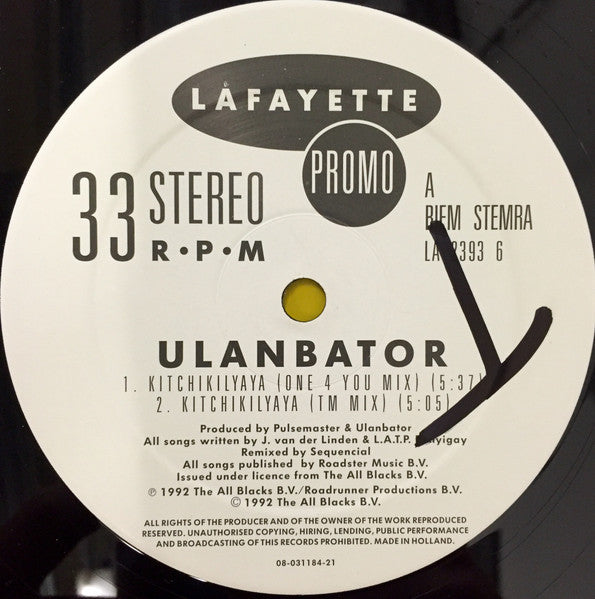 LAFAYETTE
PROMO
33 STEREO
R•P•M
A
BIEM STEMRA
6
ULANBATOR
1. KITCHIKILYAYA (ONE 4 YOU MIX) (5:37)
2. KITCHIKILYAYA (TM MIX) (5:05)
Produced by Pulsemaster & Ulanbator
All songs written by J. van der Linden & L.A.T.P.
Remixed by Sequencial
All songs published by Roadster Music B.V.
Issued under licence from The All Blacks B.V.
℗ 1992 The All Blacks B.V./Roadrunner Productions B.V.
© 1992 The All Blacks B.V.
ALL RIGHTS OF THE PRODUCER AND OF THE OWNER OF THE WORK REPRODUCED
RESERVED. UNAUTHORISED COPYING, HIRING, LENDING, PUBLIC PERFORMANCE
AND BROADCASTING OF THIS RECORDS PROHIBITED. MADE IN HOLLAND.
08-031184-21